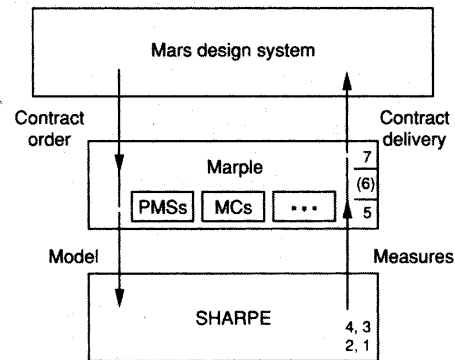 Mars design system
Contract order
Contract delivery
Marple
7
(6)
5
PMSs
MCs
...
Model
Measures
SHARPE
4, 3
2, 1